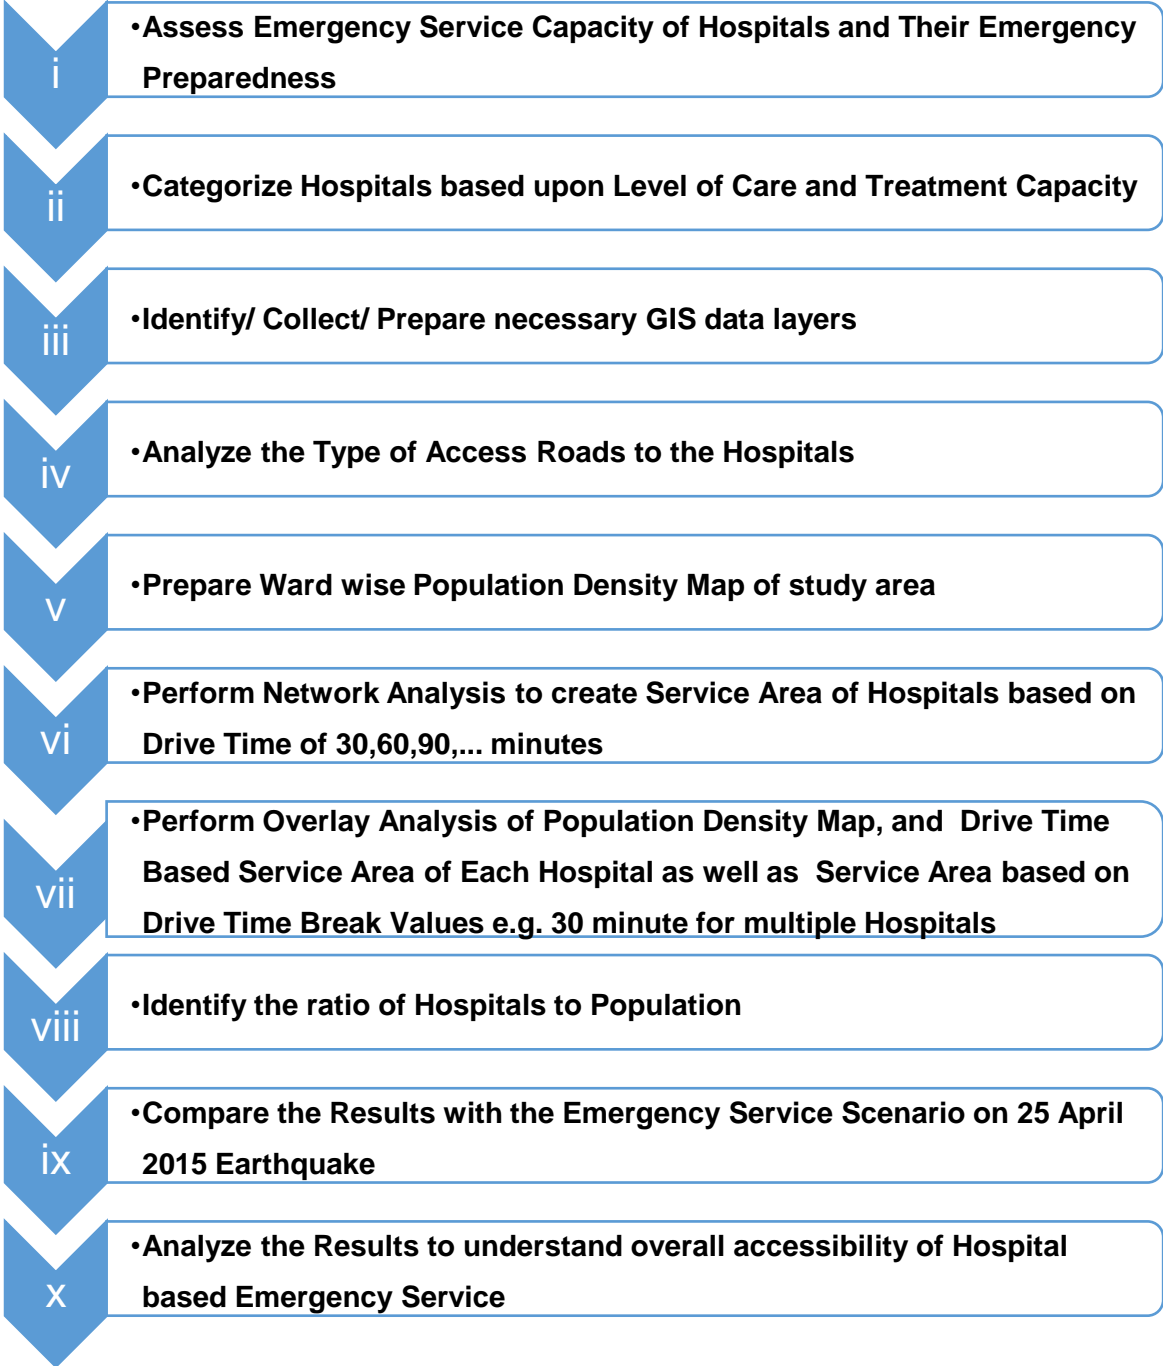 i
•Assess Emergency Service Capacity of Hospitals and Their Emergency
Preparedness
ii
•Categorize Hospitals based upon Level of Care and Treatment Capacity
iii
•Identify/ Collect/ Prepare necessary GIS data layers
iv
•Analyze the Type of Access Roads to the Hospitals
v
•Prepare Ward wise Population Density Map of study area
vi
•Perform Network Analysis to create Service Area of Hospitals based on
Drive Time of 30,60,90,... minutes
vii
•Perform Overlay Analysis of Population Density Map, and  Drive Time
Based Service Area of Each Hospital as well as  Service Area based on
Drive Time Break Values e.g. 30 minute for multiple Hospitals
viii
•Identify the ratio of Hospitals to Population
ix
•Compare the Results with the Emergency Service Scenario on 25 April
2015 Earthquake
x
•Analyze the Results to understand overall accessibility of Hospital
based Emergency Service